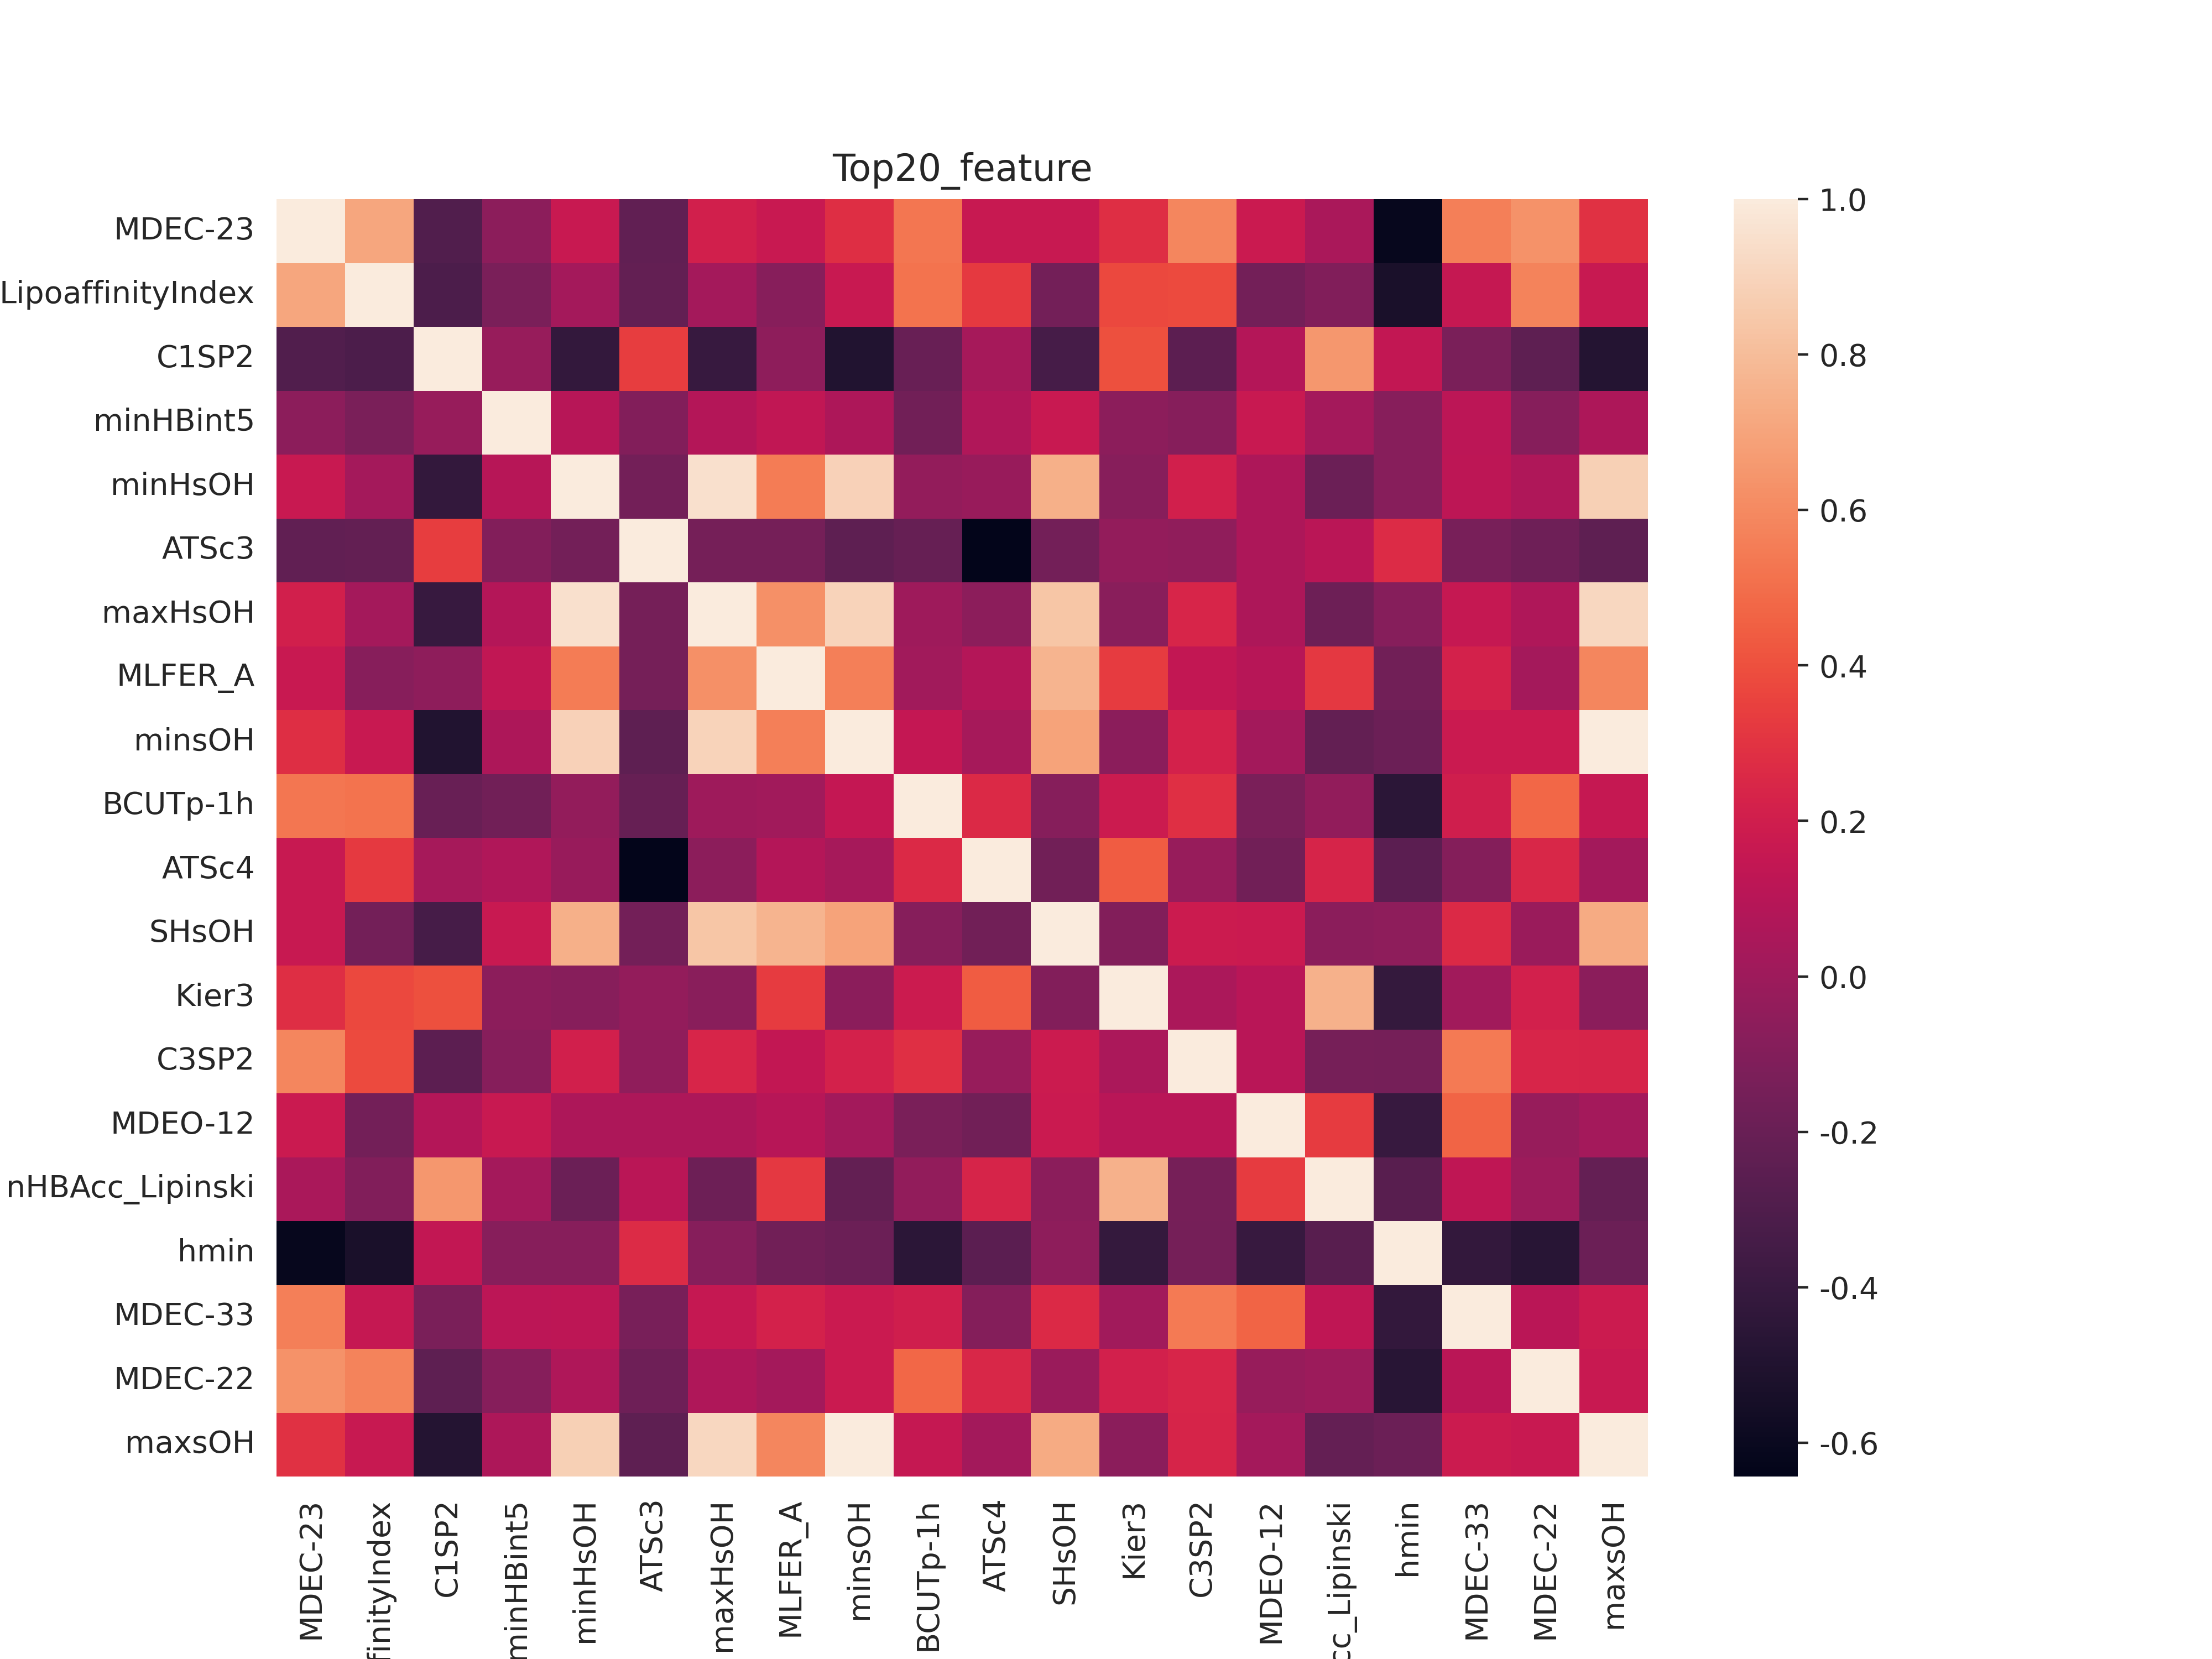 Top20_feature
MDEC-23
LipoaffinityIndex
C1SP2
minHBint5
minHsOH
ATSc3
maxHsOH
MLFER_A
minsOH
BCUTp-1h
ATSc4
SHsOH
Kier3
C3SP2
MDEO-12
nHBAcc_Lipinski
hmin
MDEC-33
MDEC-22
maxsOH
1.0
0.8
0.6
0.4
0.2
0.0
-0.2
-0.4
-0.6
MDEC-23
ffinityIndex
C1SP2
minHBint5
minHsOH
ATSc3
maxHsOH
MLFER_A
minsOH
BCUTp-1h
ATSc4
SHsOH
Kier3
C3SP2
MDEO-12
cc_Lipinski
hmin
MDEC-33
MDEC-22
maxsOH